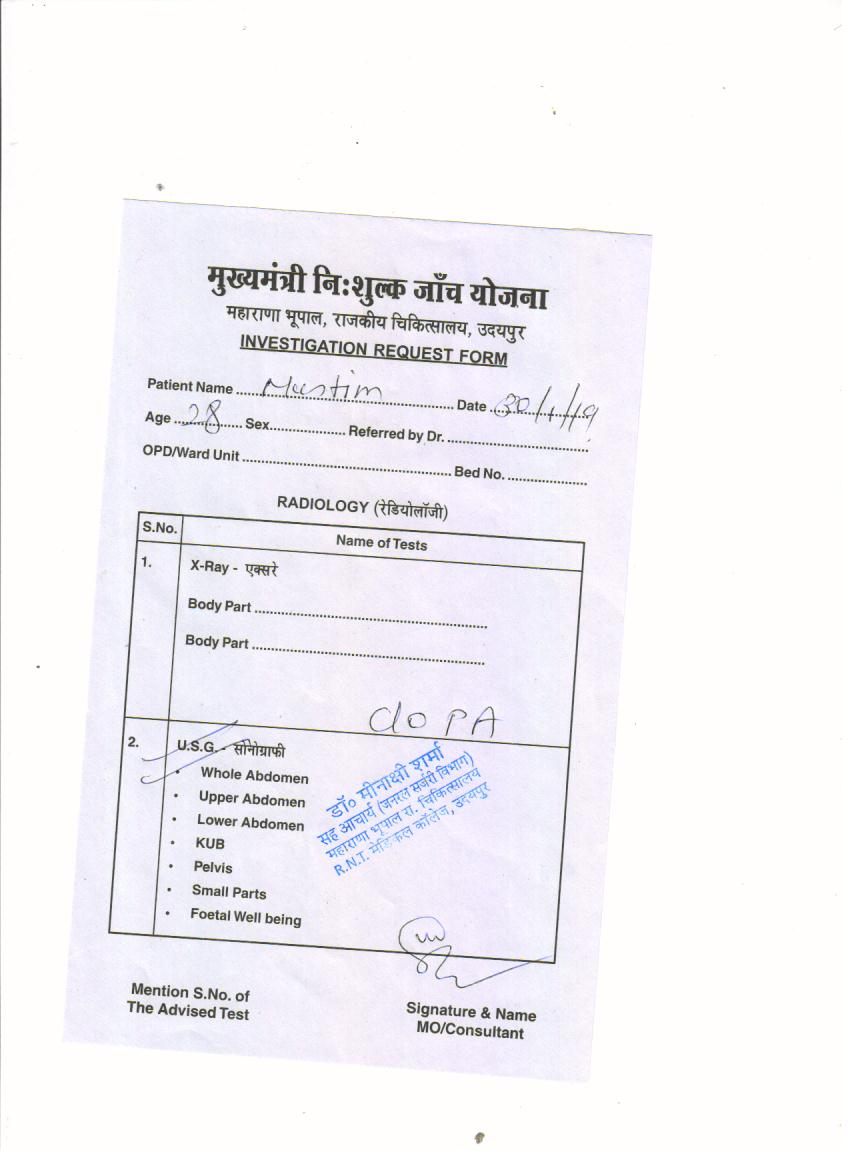 मुख्यमंत्री नि:शुल्क जाँच योजना
महाराणा भूपाल, राजकीय चिकित्सालय, उदयपुर
INVESTIGATION REQUEST FORM
Patient Name Mustim Date 30/1/19
Age 28 Sex Referred by Dr.
OPD/Ward Unit Bed No.
RADIOLOGY (रेडियोलॉजी)
S.No. Name of Tests
1. X-Ray - एक्सरे
Body Part
Body Part
c/o PA
2. U.S.G. - सोनोग्राफी
• Whole Abdomen
• Upper Abdomen
• Lower Abdomen
• KUB
• Pelvis
• Small Parts
• Foetal Well being
डॉ० मीनाक्षी शर्मा
सह आचार्य (जनरल सर्जरी विभाग)
महाराणा भूपाल रा. चिकित्सालय
R.N.T. मेडिकल कॉलेज, उदयपुर
Mention S.No. of
The Advised Test
Signature & Name
MO/Consultant